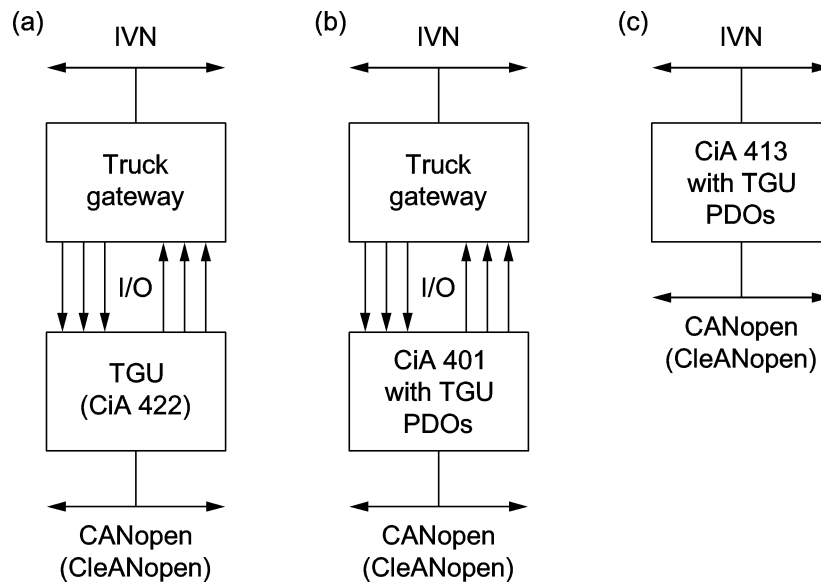 (a)
IVN
Truck
gateway
I/O
TGU
(CiA 422)
CANopen
(CleANopen)
(b)
IVN
Truck
gateway
I/O
CiA 401
with TGU
PDOs
CANopen
(CleANopen)
(c)
IVN
CiA 413
with TGU
PDOs
CANopen
(CleANopen)